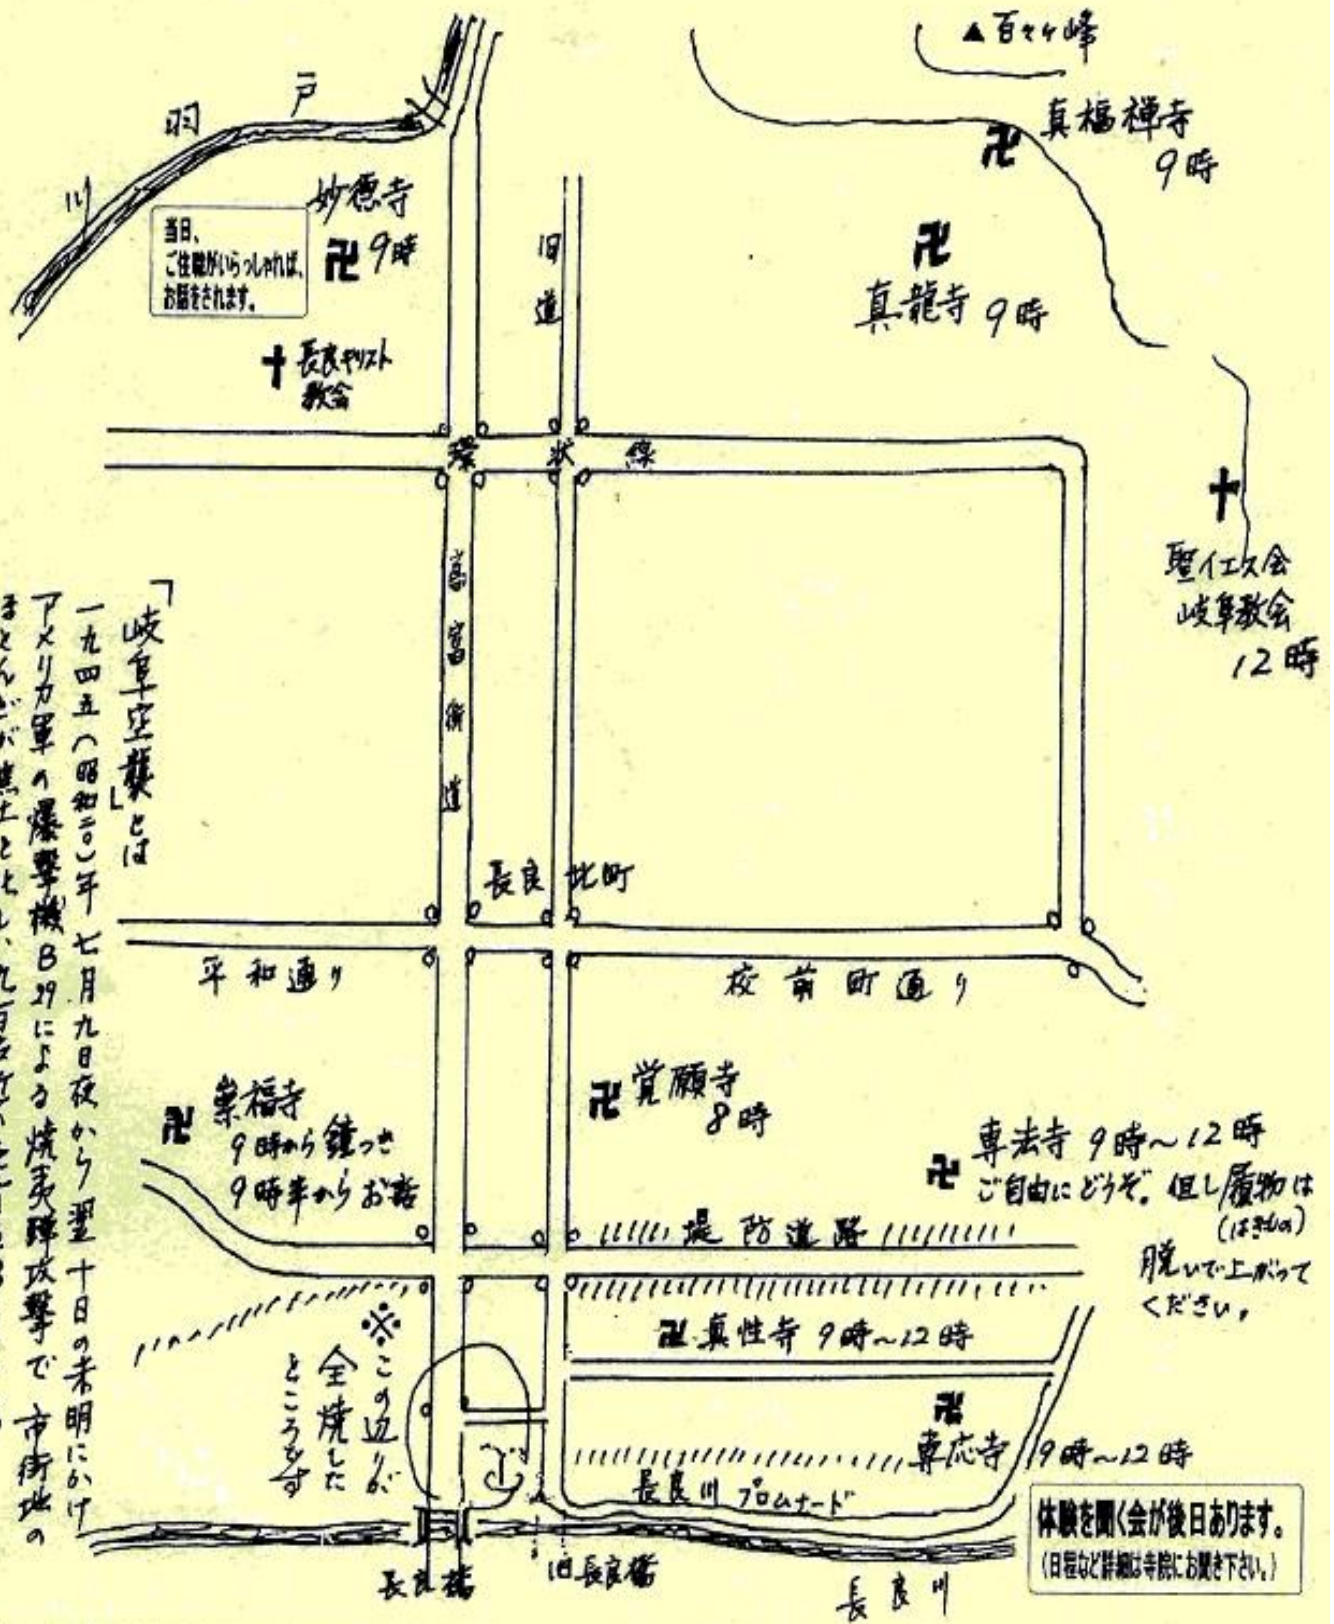 ▲百々ヶ峰
戸
羽
川
真福禅寺
9時
妙徳寺
卍 9時
当日、
ご住職がいらっしゃれば、
お話をされます。
旧道
卍
真龍寺 9時
長良キリスト
教会
環状線
聖イエス会
岐阜教会
12時
高富街道
「岐阜空襲」とは
一九四五(昭和二〇)年七月九日夜から翌十日の未明にかけ
アメリカ軍の爆撃機B29による焼夷弾攻撃で市街地の
長良北町
平和通り
校前町通り
卍 崇福寺
9時から鐘つき
9時半からお話
卍 覚願寺
8時
卍 専法寺 9時〜12時
ご自由にどうぞ。但し履物は
(はきもの)
脱いで上がって
ください。
堤防道路
卍 真性寺 9時〜12時
※この辺りが
全焼した
ところです
卍
専応寺 9時〜12時
長良川プロムナード
体験を聞く会が後日あります。
(日程など詳細は寺院にお聞き下さい。)
長良橋
旧長良橋
長良川